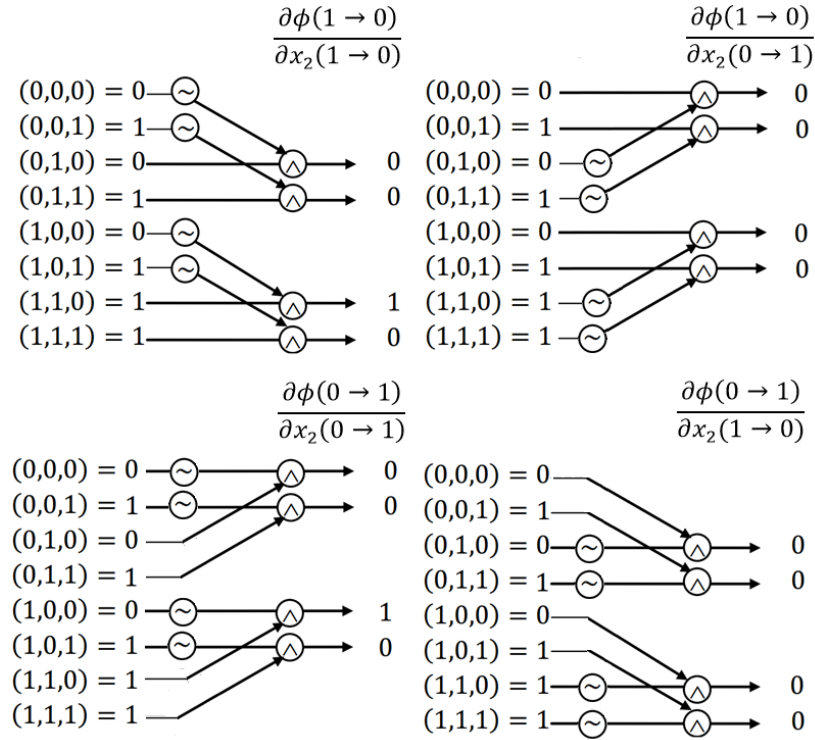 ∂ϕ(1 → 0)
∂x₂(1 → 0)
(0,0,0) = 0 ~
(0,0,1) = 1 ~
(0,1,0) = 0 ∧ 0
(0,1,1) = 1 ∧ 0
(1,0,0) = 0 ~
(1,0,1) = 1 ~
(1,1,0) = 1 ∧ 1
(1,1,1) = 1 ∧ 0
∂ϕ(1 → 0)
∂x₂(0 → 1)
(0,0,0) = 0 ∧ 0
(0,0,1) = 1 ∧ 0
(0,1,0) = 0 ~
(0,1,1) = 1 ~
(1,0,0) = 0 ∧ 0
(1,0,1) = 1 ∧ 0
(1,1,0) = 1 ~
(1,1,1) = 1 ~
∂ϕ(0 → 1)
∂x₂(0 → 1)
(0,0,0) = 0 ~ ∧ 0
(0,0,1) = 1 ~ ∧ 0
(0,1,0) = 0
(0,1,1) = 1
(1,0,0) = 0 ~ ∧ 1
(1,0,1) = 1 ~ ∧ 0
(1,1,0) = 1
(1,1,1) = 1
∂ϕ(0 → 1)
∂x₂(1 → 0)
(0,0,0) = 0
(0,0,1) = 1
(0,1,0) = 0 ~ ∧ 0
(0,1,1) = 1 ~ ∧ 0
(1,0,0) = 0
(1,0,1) = 1
(1,1,0) = 1 ~ ∧ 0
(1,1,1) = 1 ~ ∧ 0